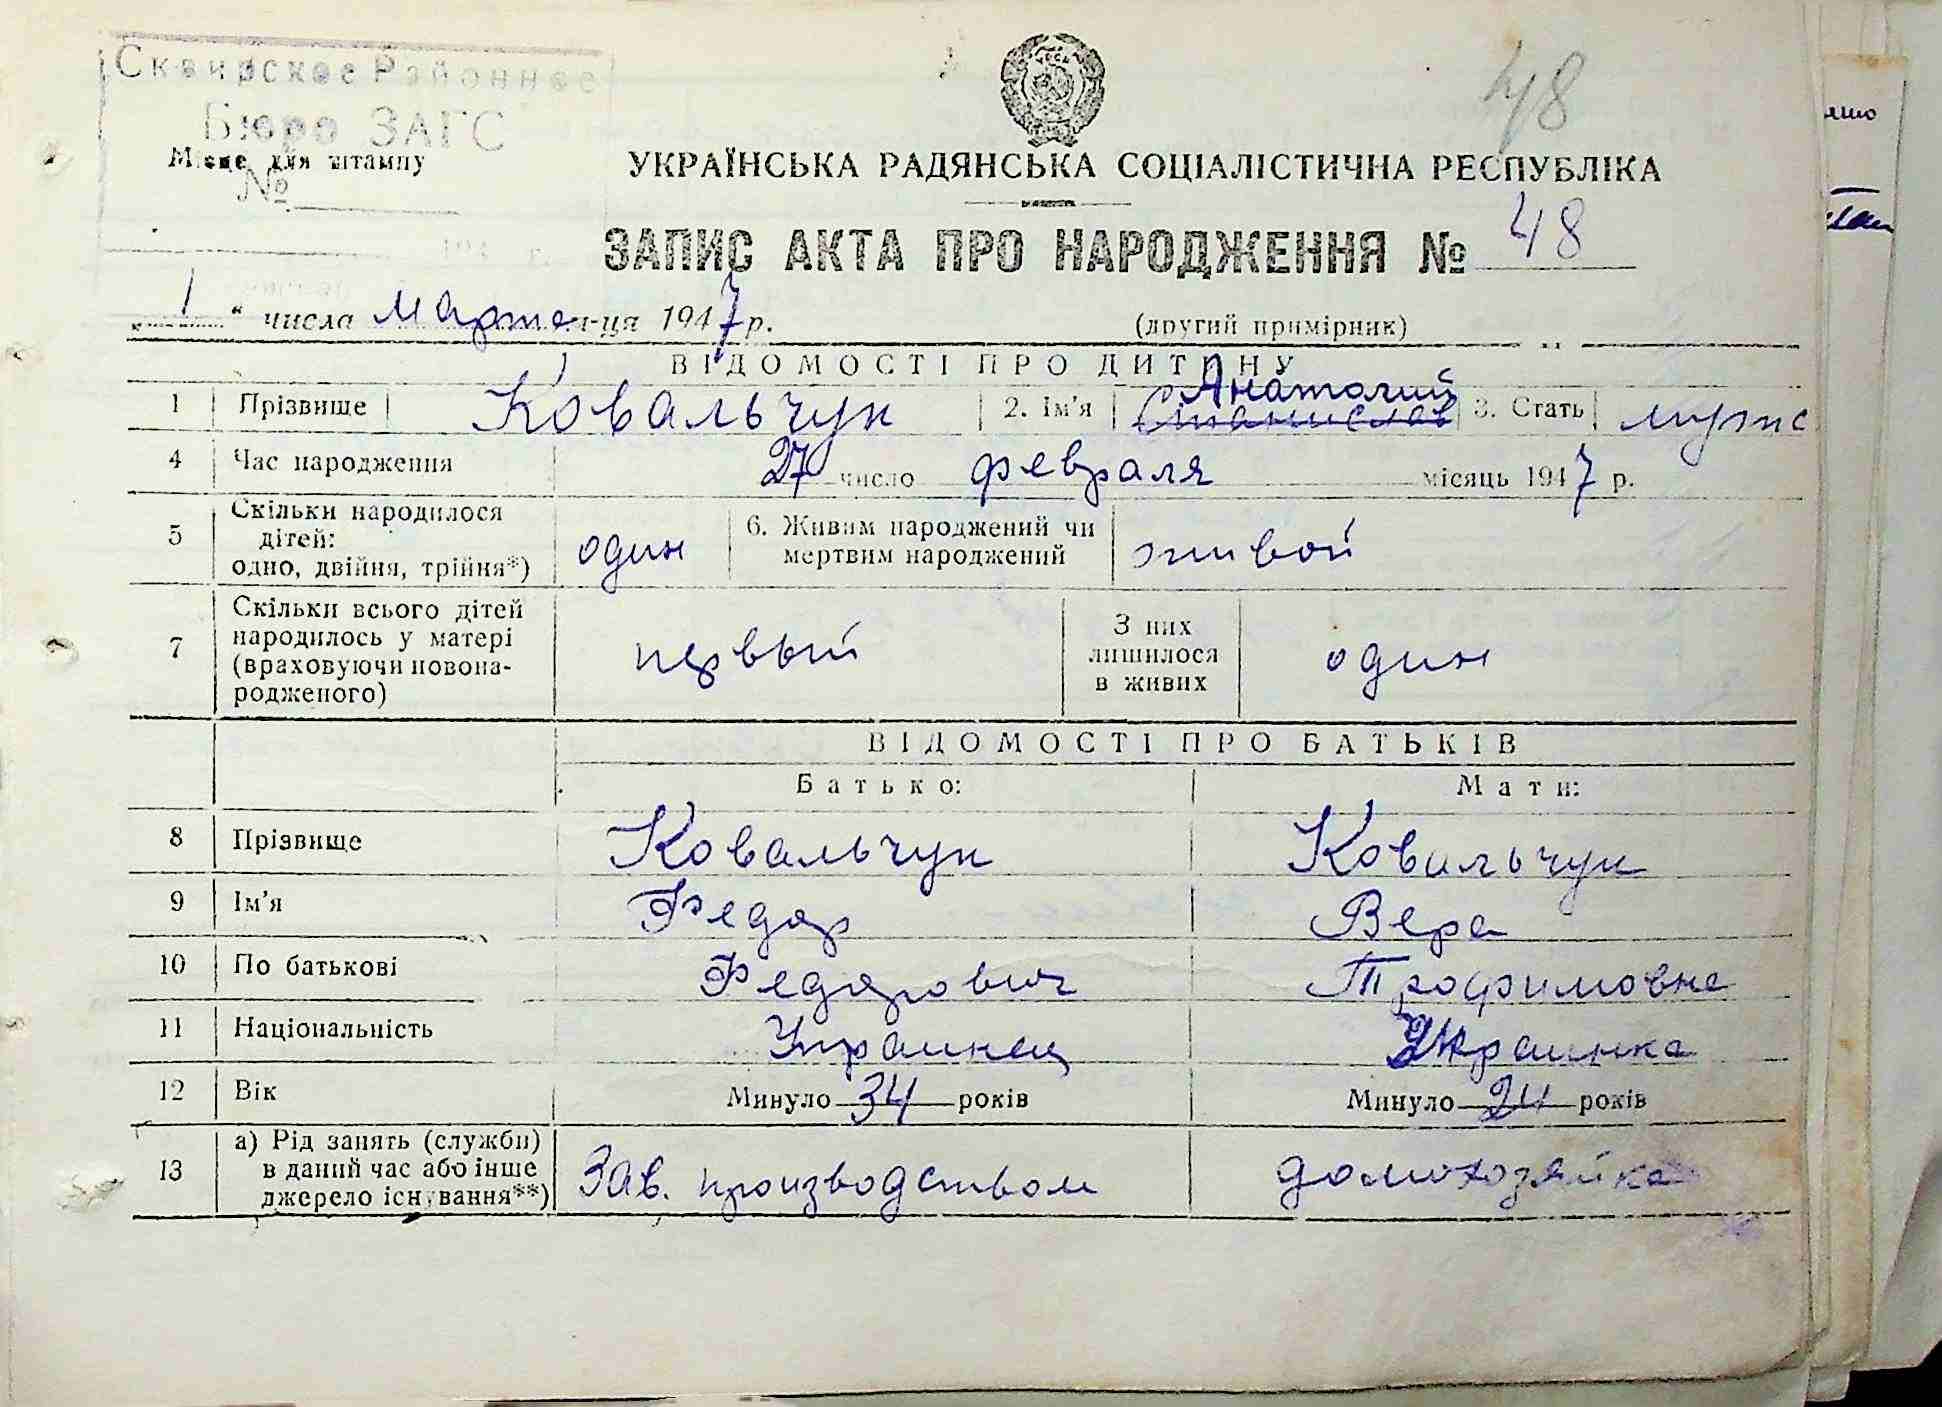 48
Сквирское Районное
Бюро ЗАГС
Місце для штампу
№
194 г.
УКРАЇНСЬКА РАДЯНСЬКА СОЦІАЛІСТИЧНА РЕСПУБЛІКА
ЗАПИС АКТА ПРО НАРОДЖЕННЯ № 48
1 " числа марта м-ця 1947 р. (другий примірник)
ВІДОМОСТІ ПРО ДИТИНУ
Анатолий
1 Прізвище Ковальчук 2. Ім'я Станислав 3. Стать мужс
4 Час народження 27 число февраля місяць 1947 р.
5 Скільки народилося дітей: одно, двійня, трійня*) один 6. Живим народжений чи мертвим народжений живой
7 Скільки всього дітей народилось у матері (враховуючи новонародженого) первый З них лишилося в живих один
ВІДОМОСТІ ПРО БАТЬКІВ
Батько: Мати:
8 Прізвище Ковальчук Ковальчук
9 Ім'я Федор Вера
10 По батькові Федорович Трофимовна
11 Національність Украинец Украинка
12 Вік Минуло 34 років Минуло 24 років
13 а) Рід занять (служби) в даний час або інше джерело існування**) Зав. производством домохозяйка